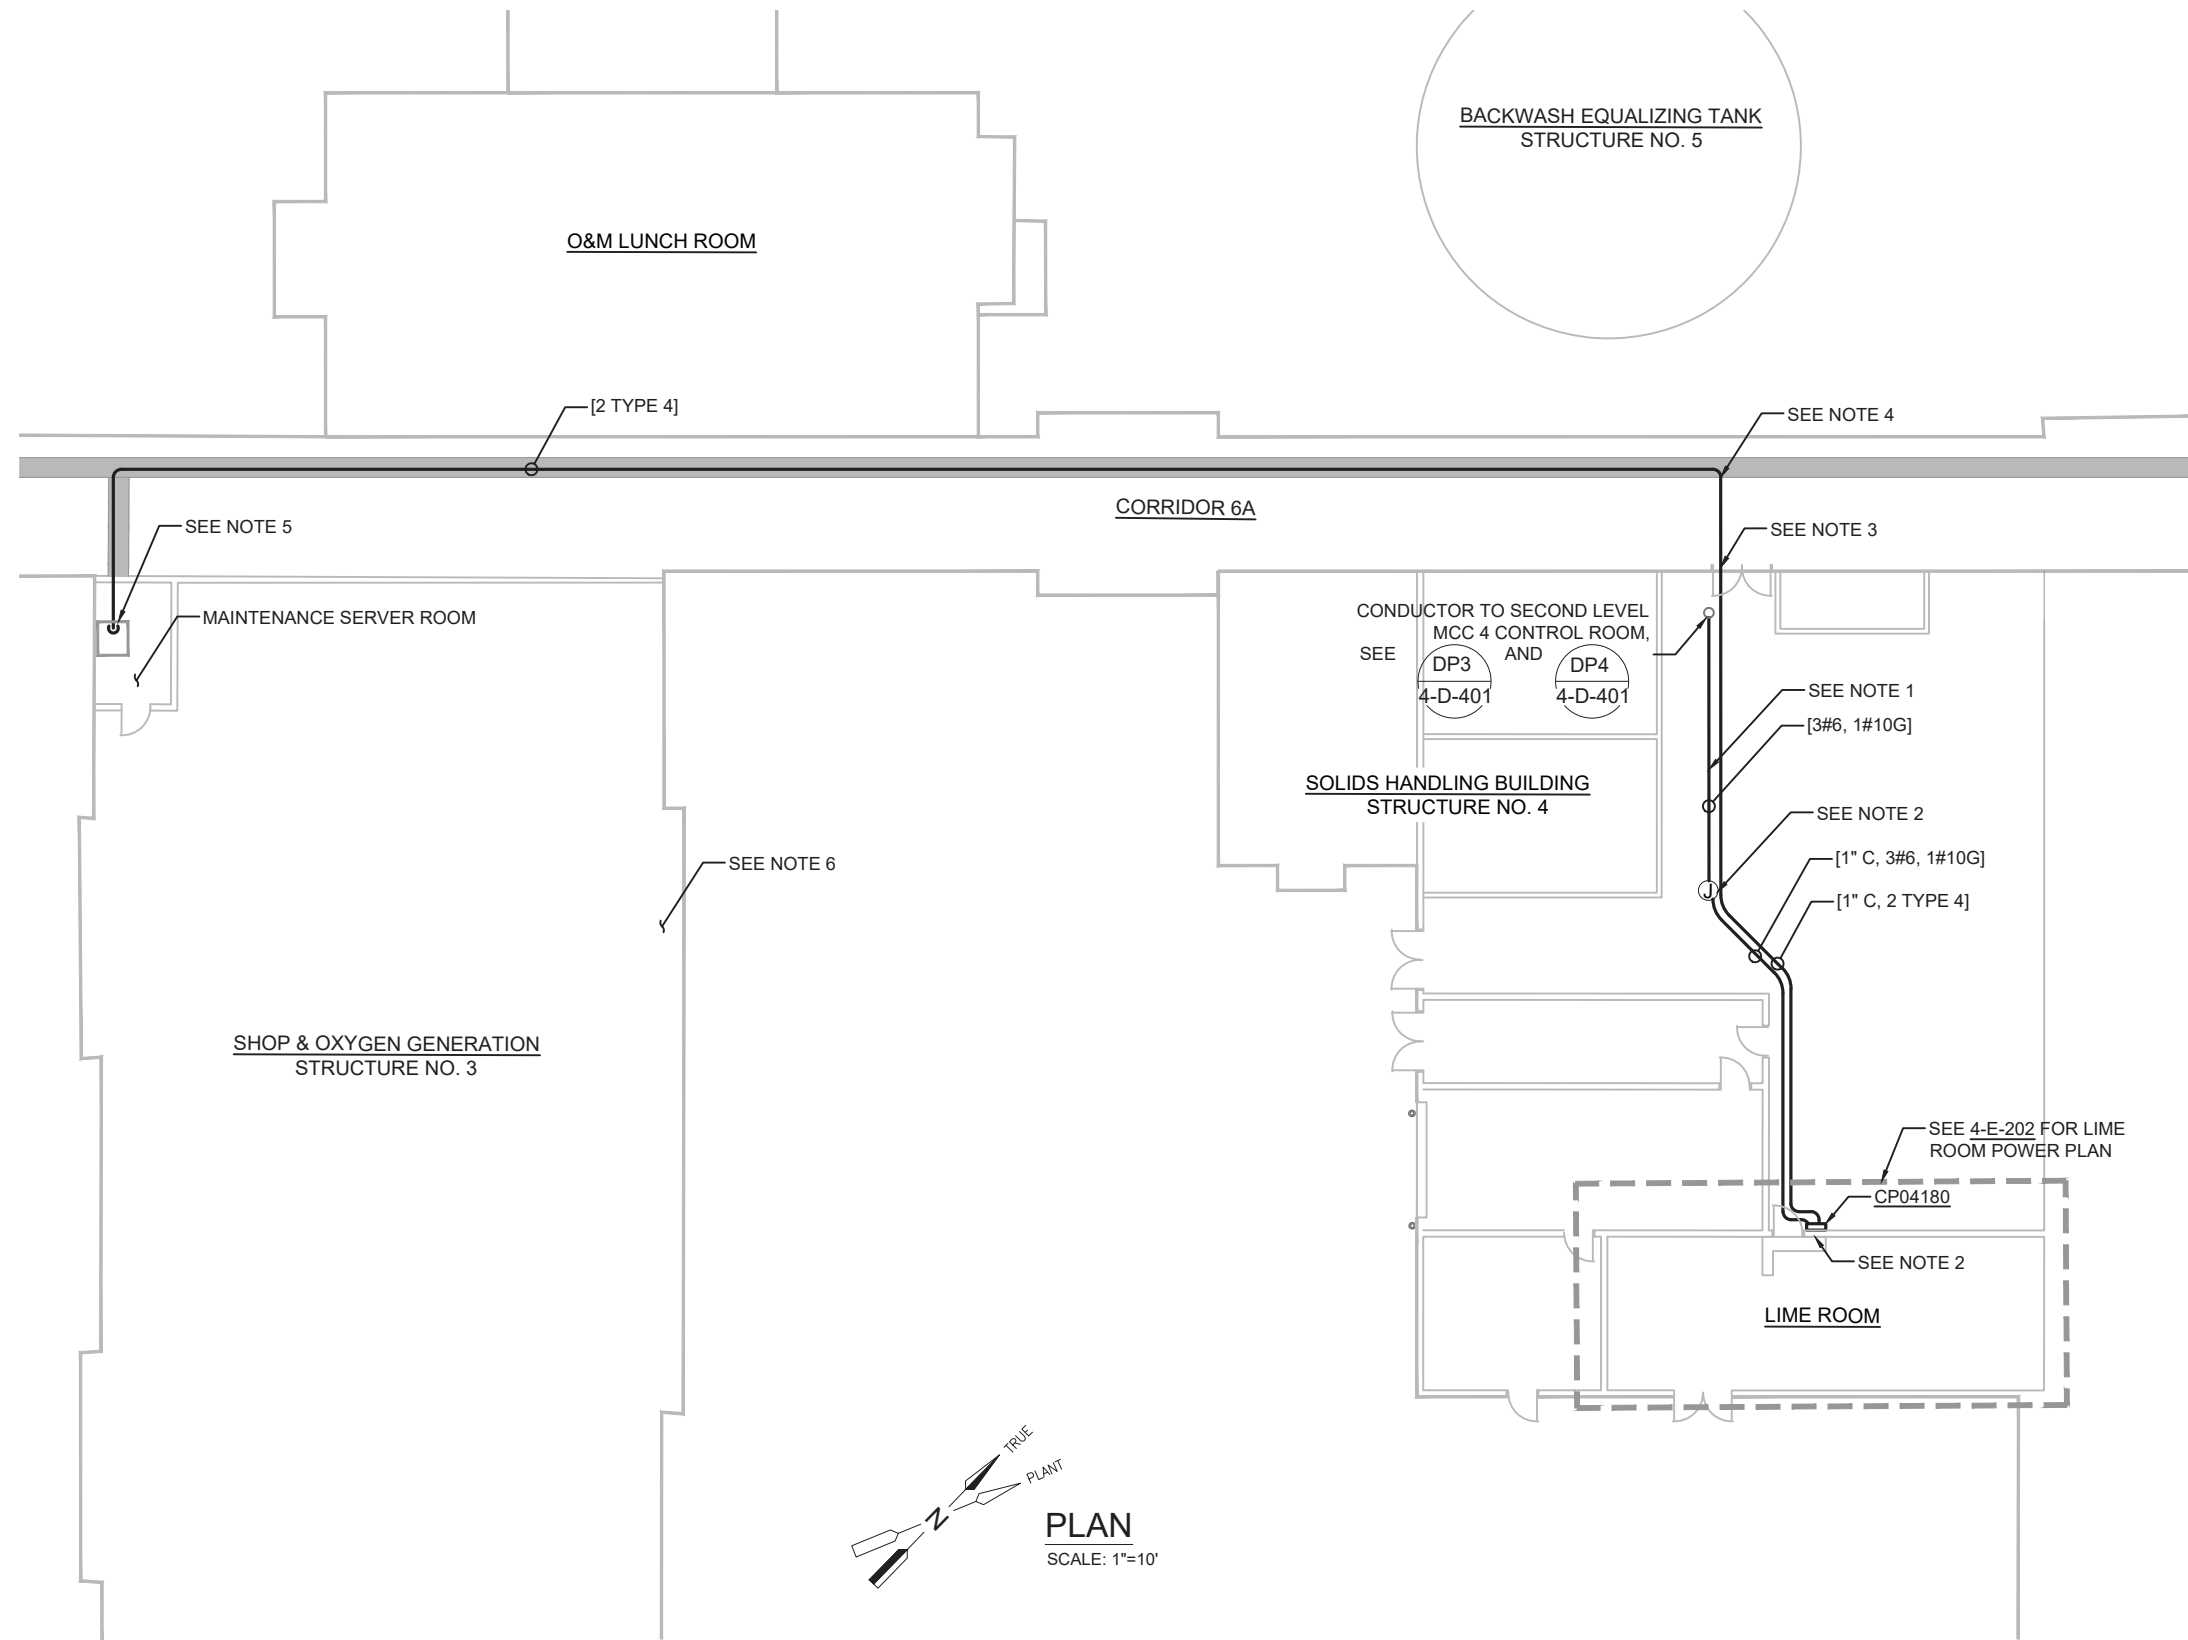 BACKWASH EQUALIZING TANK
STRUCTURE NO. 5
O&M LUNCH ROOM
[2 TYPE 4]
SEE NOTE 4
CORRIDOR 6A
SEE NOTE 5
SEE NOTE 3
MAINTENANCE SERVER ROOM
CONDUCTOR TO SECOND LEVEL
MCC 4 CONTROL ROOM,
SEE DP3 AND DP4
4-D-401 4-D-401
SEE NOTE 1
[3#6, 1#10G]
SOLIDS HANDLING BUILDING
STRUCTURE NO. 4
SEE NOTE 2
J
SEE NOTE 6
[1" C, 3#6, 1#10G]
[1" C, 2 TYPE 4]
SHOP & OXYGEN GENERATION
STRUCTURE NO. 3
SEE 4-E-202 FOR LIME
ROOM POWER PLAN
CP04180
SEE NOTE 2
LIME ROOM
TRUE
PLANT
N
PLAN
SCALE: 1"=10'